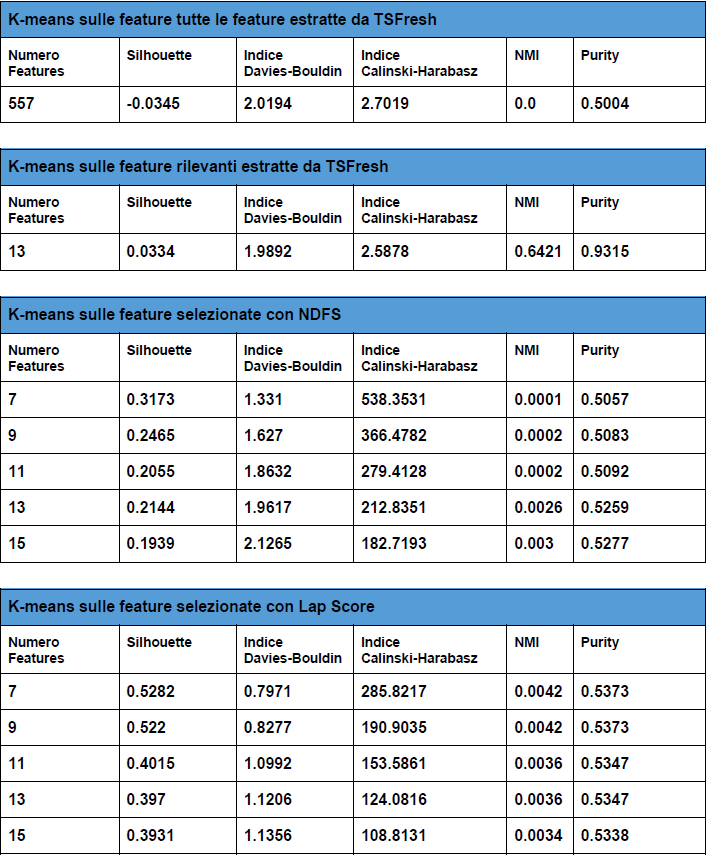 K-means sulle feature tutte le feature estratte da TSFresh
Numero Features Silhouette Indice Davies-Bouldin Indice Calinski-Harabasz NMI Purity
557 -0.0345 2.0194 2.7019 0.0 0.5004
K-means sulle feature rilevanti estratte da TSFresh
Numero Features Silhouette Indice Davies-Bouldin Indice Calinski-Harabasz NMI Purity
13 0.0334 1.9892 2.5878 0.6421 0.9315
K-means sulle feature selezionate con NDFS
Numero Features Silhouette Indice Davies-Bouldin Indice Calinski-Harabasz NMI Purity
7 0.3173 1.331 538.3531 0.0001 0.5057
9 0.2465 1.627 366.4782 0.0002 0.5083
11 0.2055 1.8632 279.4128 0.0002 0.5092
13 0.2144 1.9617 212.8351 0.0026 0.5259
15 0.1939 2.1265 182.7193 0.003 0.5277
K-means sulle feature selezionate con Lap Score
Numero Features Silhouette Indice Davies-Bouldin Indice Calinski-Harabasz NMI Purity
7 0.5282 0.7971 285.8217 0.0042 0.5373
9 0.522 0.8277 190.9035 0.0042 0.5373
11 0.4015 1.0992 153.5861 0.0036 0.5347
13 0.397 1.1206 124.0816 0.0036 0.5347
15 0.3931 1.1356 108.8131 0.0034 0.5338